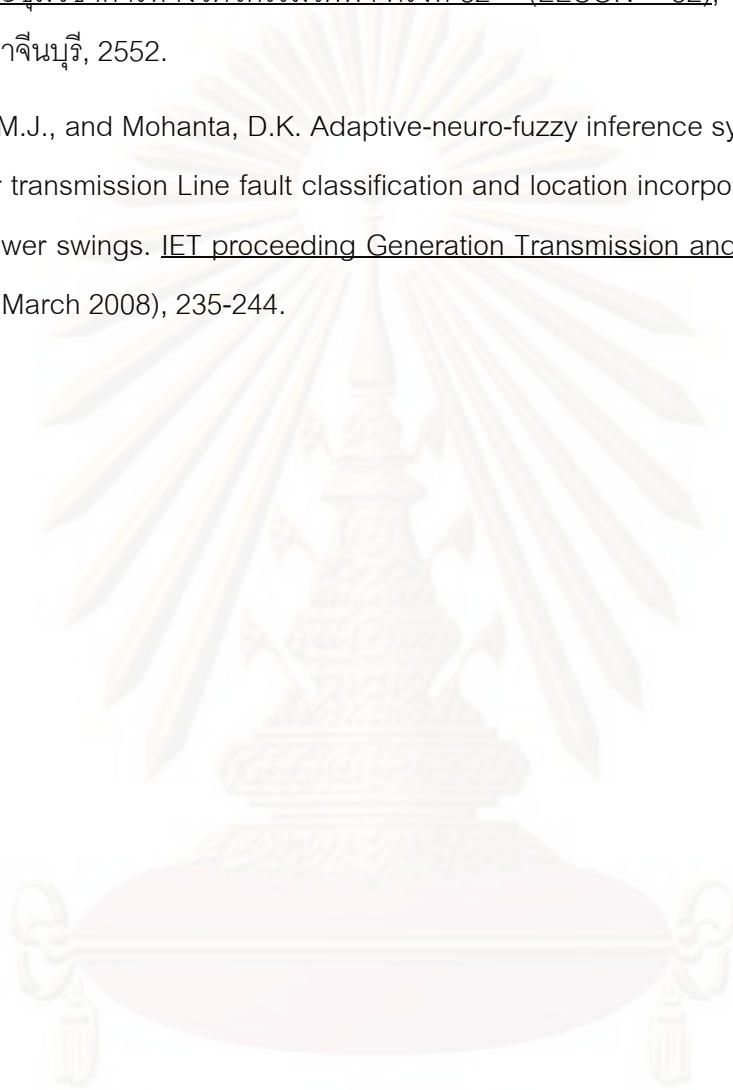 าจีนบุรี, 2552.
M.J., and Mohanta, D.K. Adaptive-neuro-fuzzy inference sy
r transmission Line fault classification and location incorpo
wer swings. IET proceeding Generation Transmission and
(March 2008), 235-244.